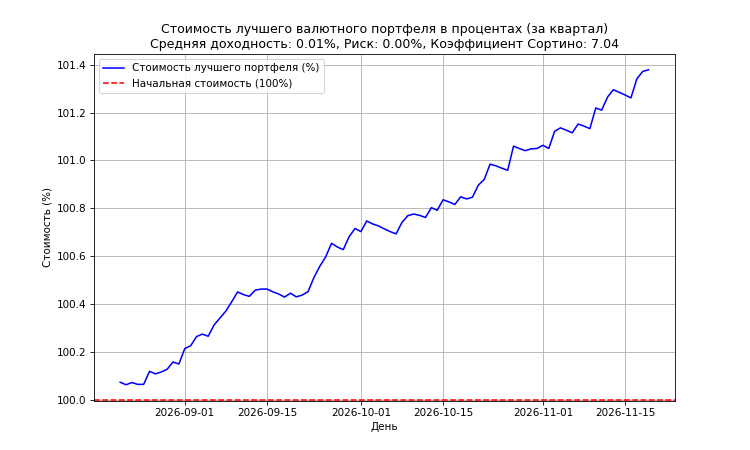 Стоимость лучшего валютного портфеля в процентах (за квартал)
Средняя доходность: 0.01%, Риск: 0.00%, Коэффициент Сортино: 7.04
Стоимость лучшего портфеля (%)
Начальная стоимость (100%)
Стоимость (%)
101.4
101.2
101.0
100.8
100.6
100.4
100.2
100.0
2026-09-01 2026-09-15 2026-10-01 2026-10-15 2026-11-01 2026-11-15
День